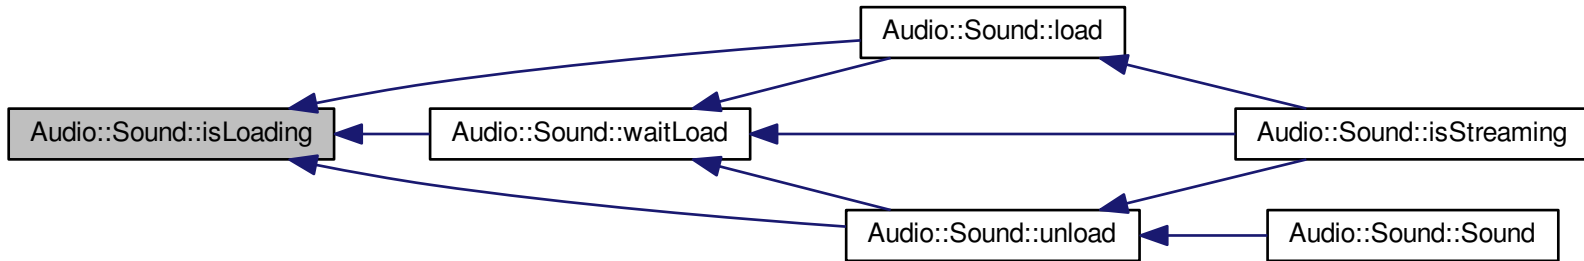 Audio::Sound::load
Audio::Sound::isLoading
Audio::Sound::waitLoad
Audio::Sound::isStreaming
Audio::Sound::unload
Audio::Sound::Sound